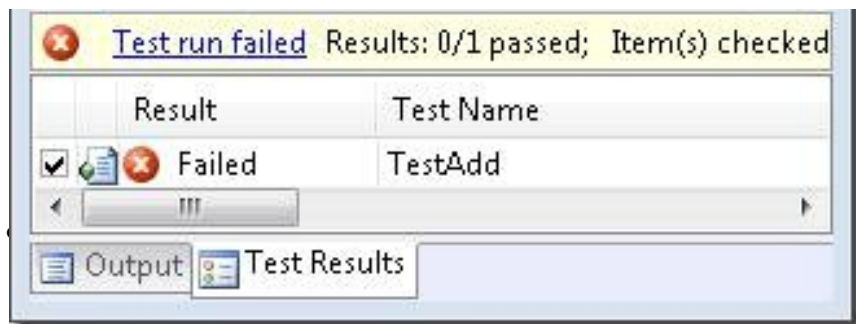 Test run failed Results: 0/1 passed; Item(s) checked
Result Test Name
Failed TestAdd
Output Test Results